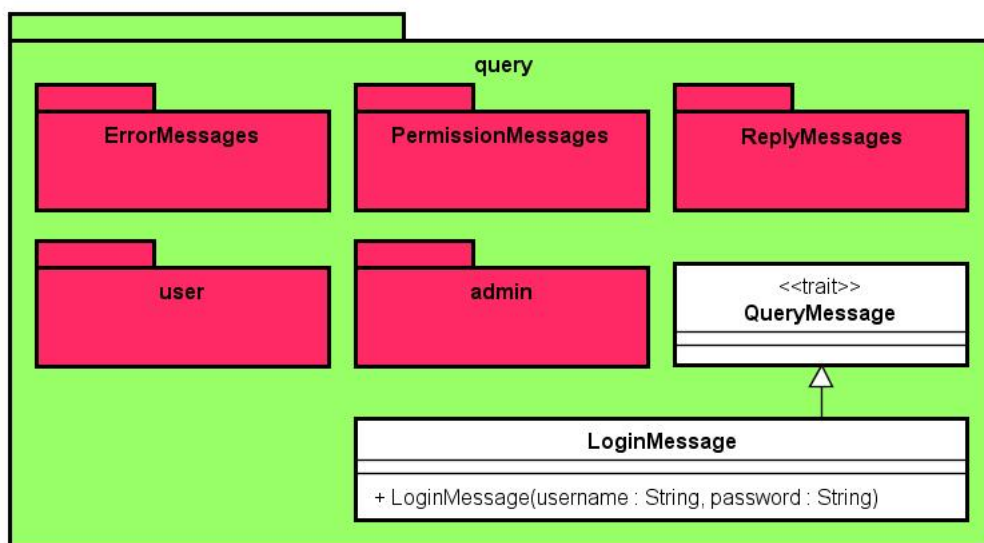 query
ErrorMessages
PermissionMessages
ReplyMessages
user
admin
<<trait>>
QueryMessage
LoginMessage
+ LoginMessage(username : String, password : String)